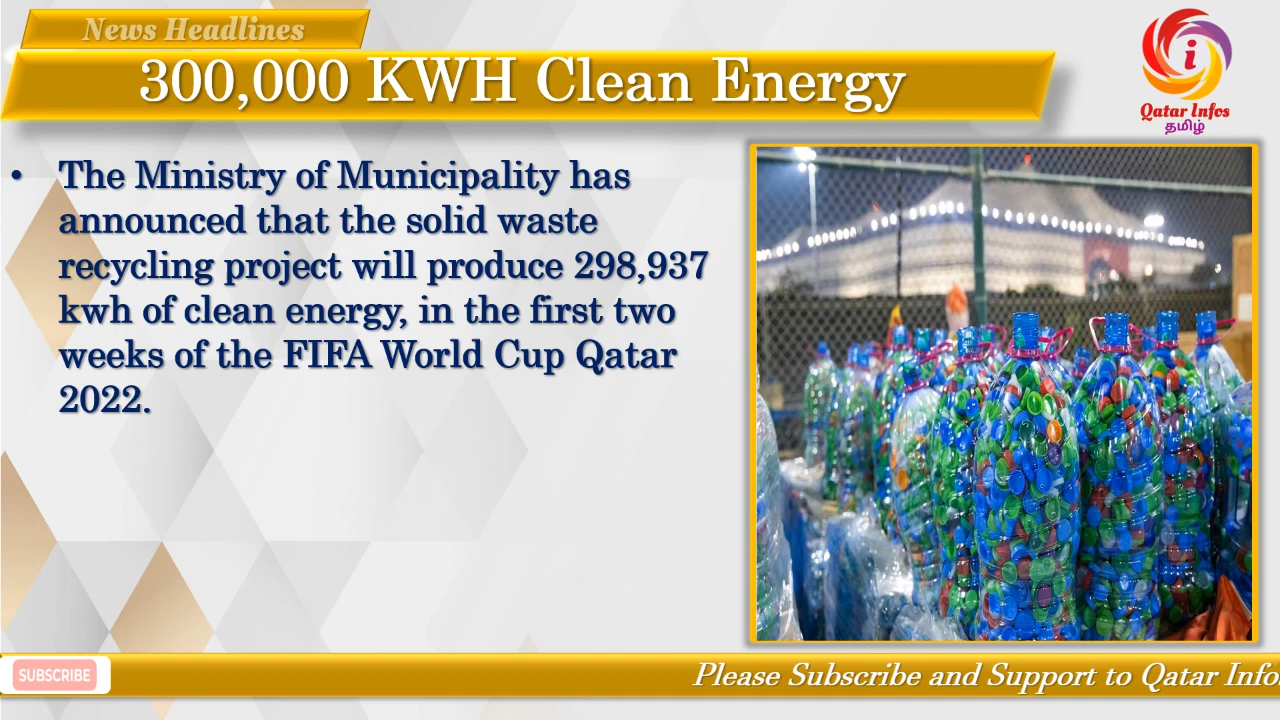 News Headlines
300,000 KWH Clean Energy
i
Qatar Infos
தமிழ்
• The Ministry of Municipality has
announced that the solid waste
recycling project will produce 298,937
kwh of clean energy, in the first two
weeks of the FIFA World Cup Qatar
2022.
SUBSCRIBE
Please Subscribe and Support to Qatar Info